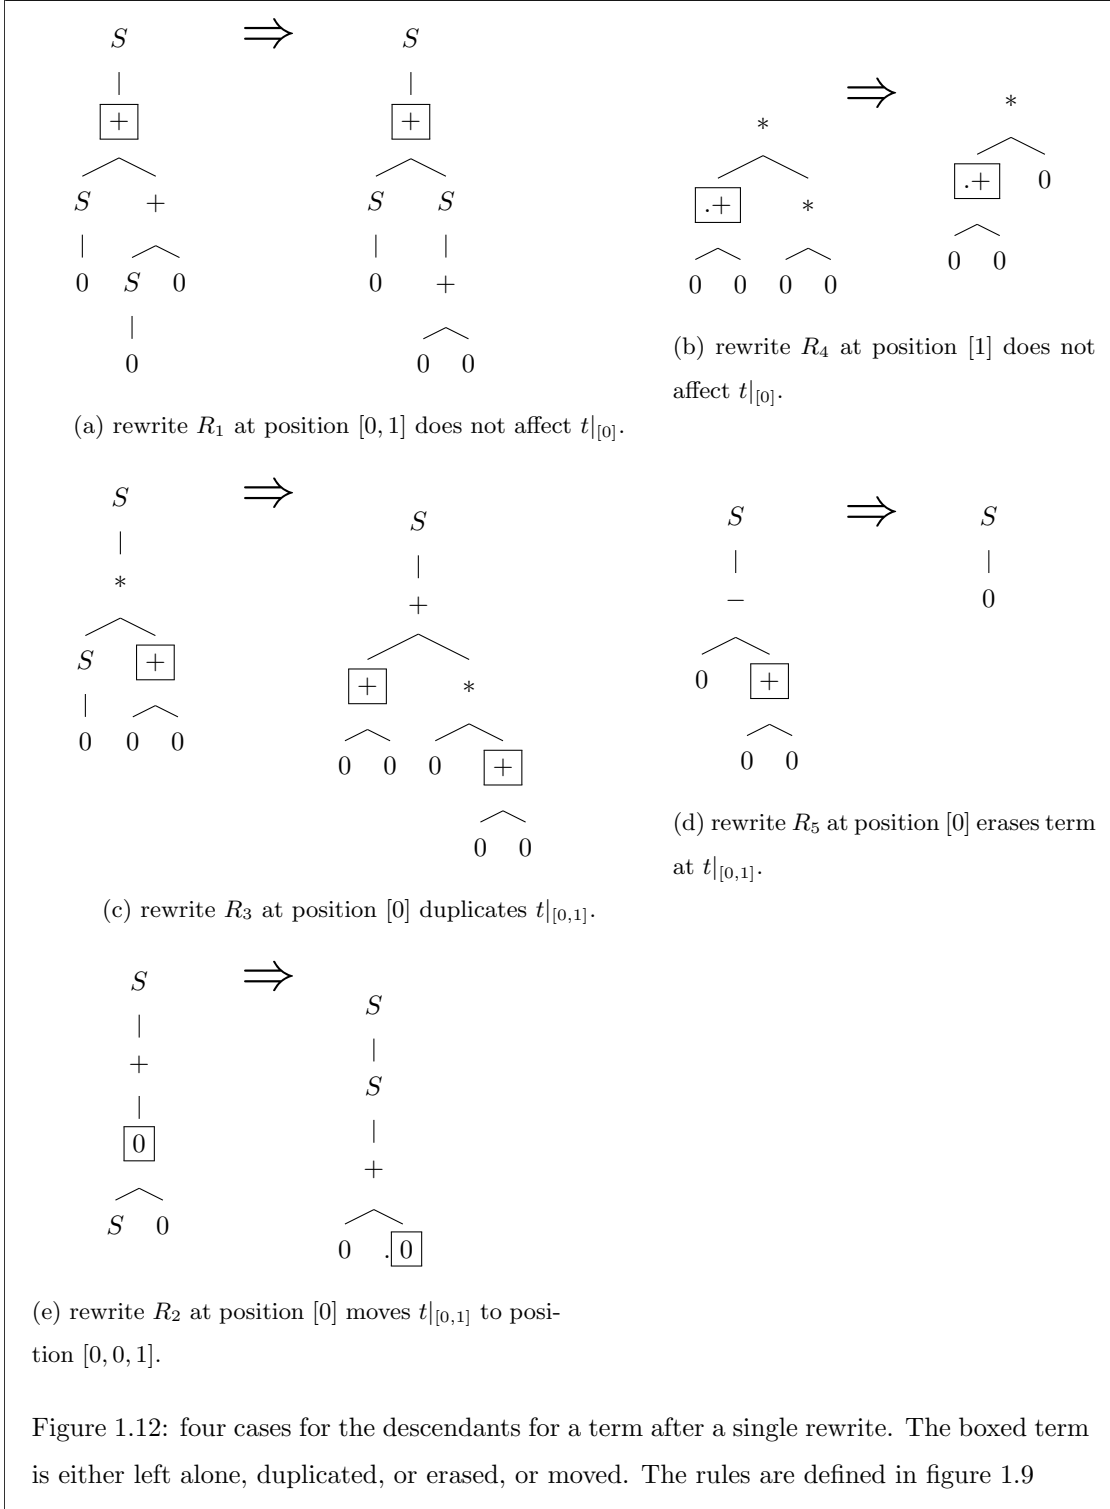 S ⇒ S
+ +
S + S S
0 S 0 0 +
0 0 0
(a) rewrite R₁ at position [0, 1] does not affect t|[0].
* ⇒ *
.+ * .+ 0
0 0 0 0 0 0
(b) rewrite R₄ at position [1] does not
affect t|[0].
S ⇒ S
* +
S + + *
0 0 0 0 0 0 +
0 0
(c) rewrite R₃ at position [0] duplicates t|[0,1].
S ⇒ S
− 0
0 +
0 0
(d) rewrite R₅ at position [0] erases term
at t|[0,1].
S ⇒ S
+ S
0 +
S 0 0 .0
(e) rewrite R₂ at position [0] moves t|[0,1] to posi-
tion [0, 0, 1].
Figure 1.12: four cases for the descendants for a term after a single rewrite. The boxed term
is either left alone, duplicated, or erased, or moved. The rules are defined in figure 1.9